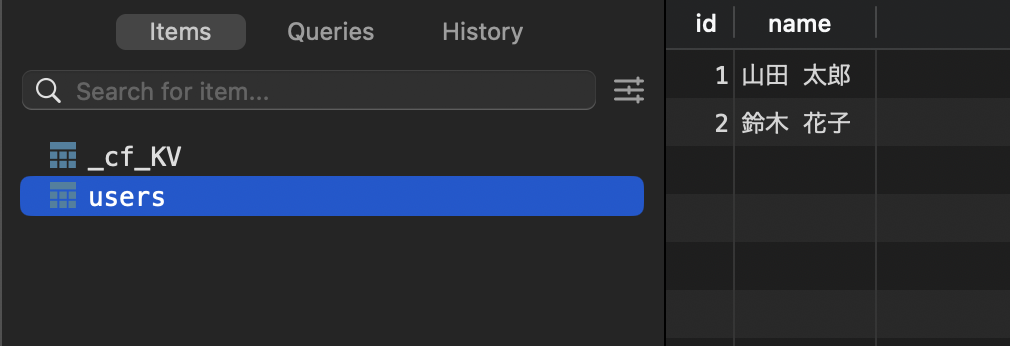 Items Queries History
Search for item...
_cf_KV
users
id name
1 山田 太郎
2 鈴木 花子